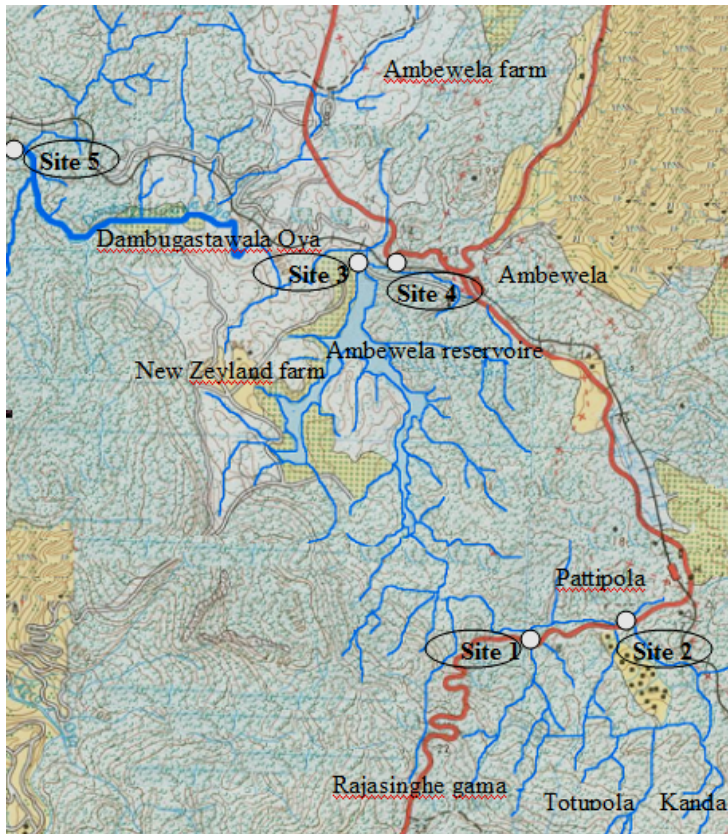 Ambewela farm
Site 5
Dambugastawala Oya
Site 3
Site 4
Ambewela
Ambewela reservoire
New Zeyland farm
Pattipola
Site 1
Site 2
Rajasinghe gama
Totupola Kanda